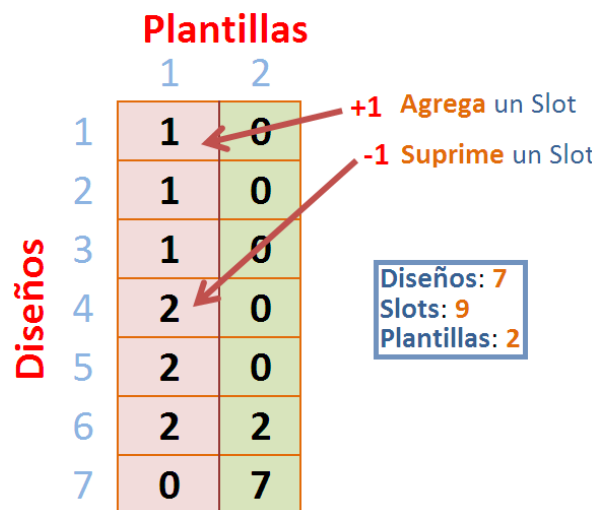 Plantillas
1 2
+1 Agrega un Slot
1 1 0
-1 Suprime un Slot
2 1 0
3 1 0
Diseños
4 2 0
Diseños: 7
Slots: 9
Plantillas: 2
5 2 0
6 2 2
7 0 7